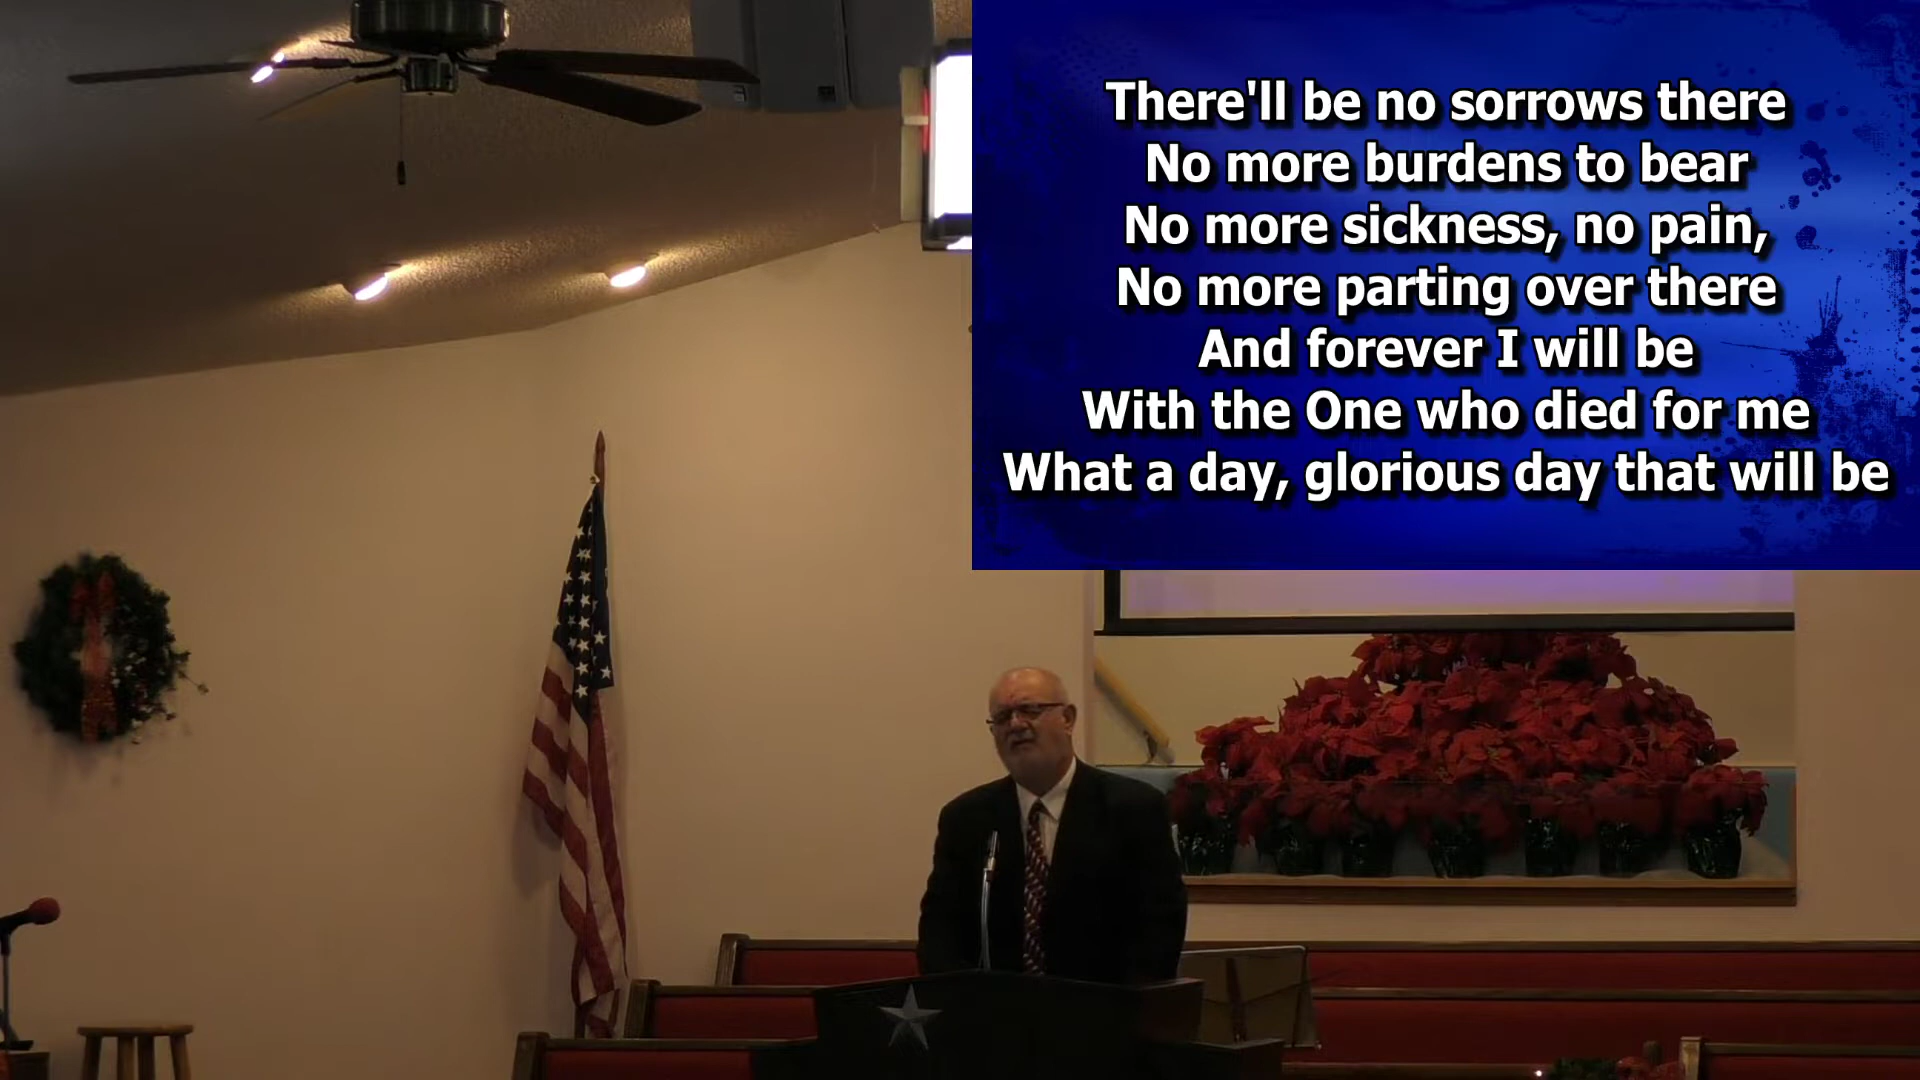 There'll be no sorrows there
No more burdens to bear
No more sickness, no pain,
No more parting over there
And forever I will be
With the One who died for me
What a day, glorious day that will be